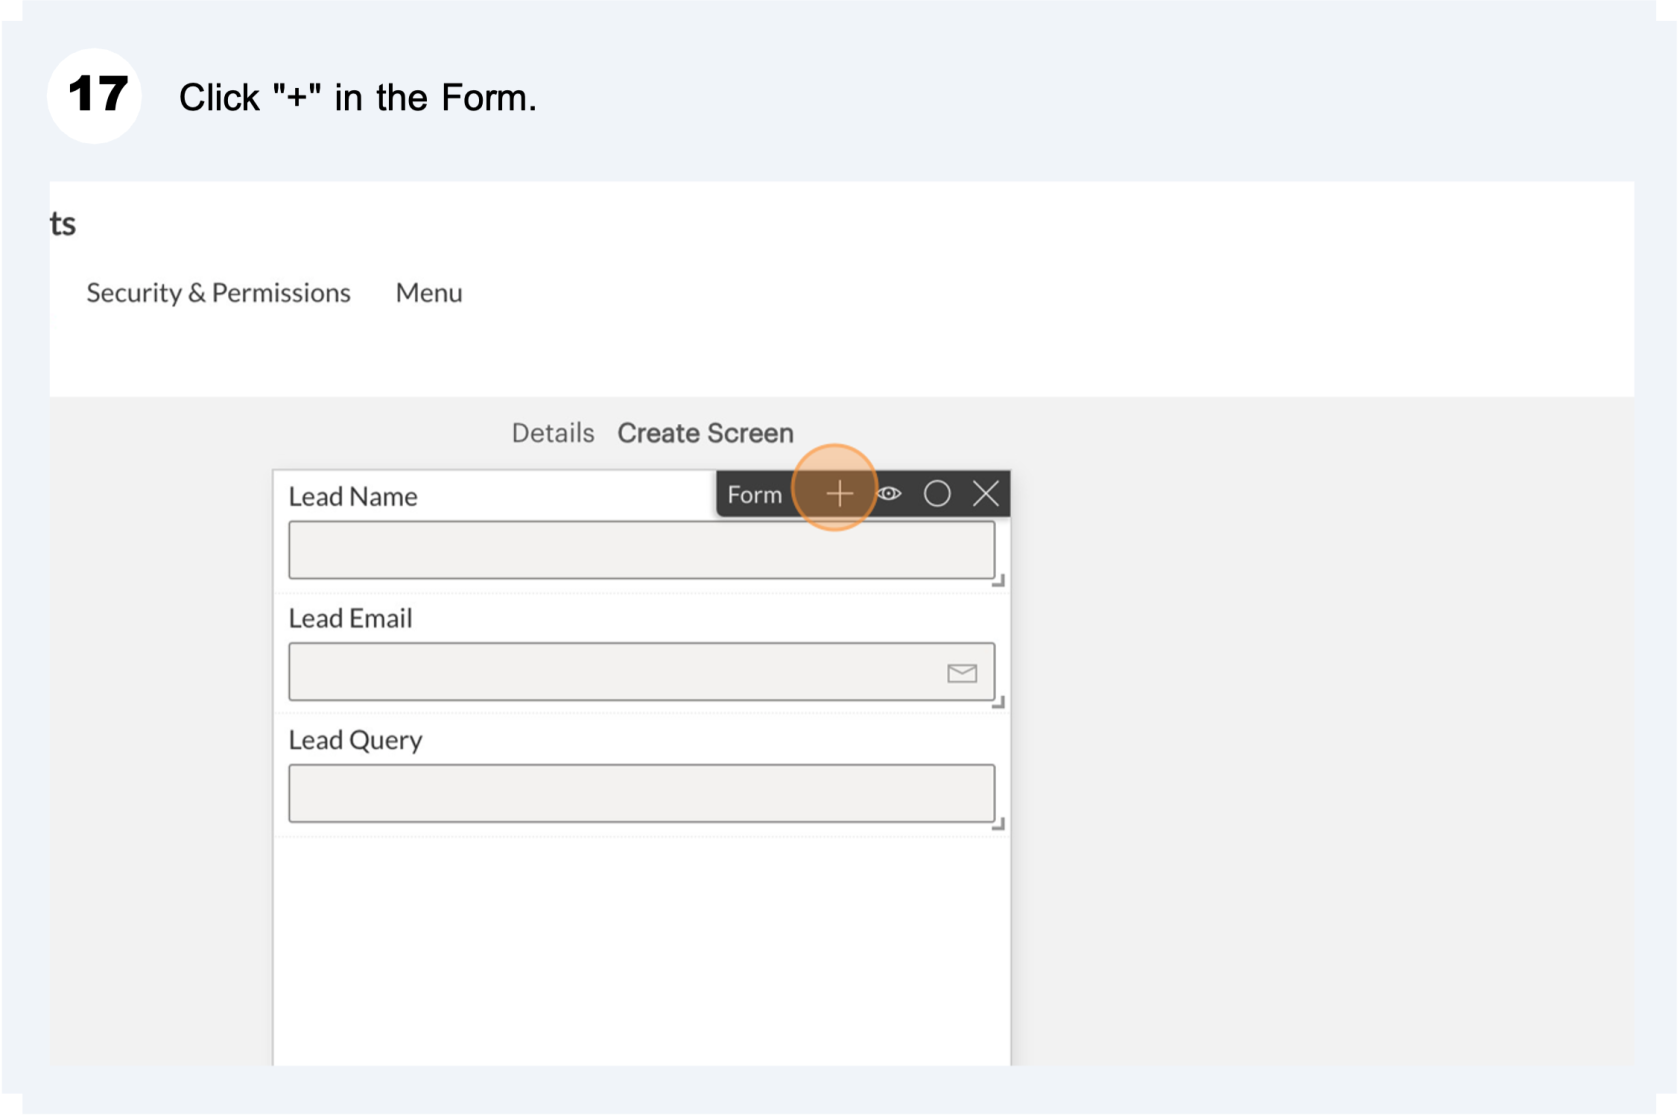 17 Click "+" in the Form.
ts
Security & Permissions Menu
Details Create Screen
Lead Name Form
Lead Email
Lead Query